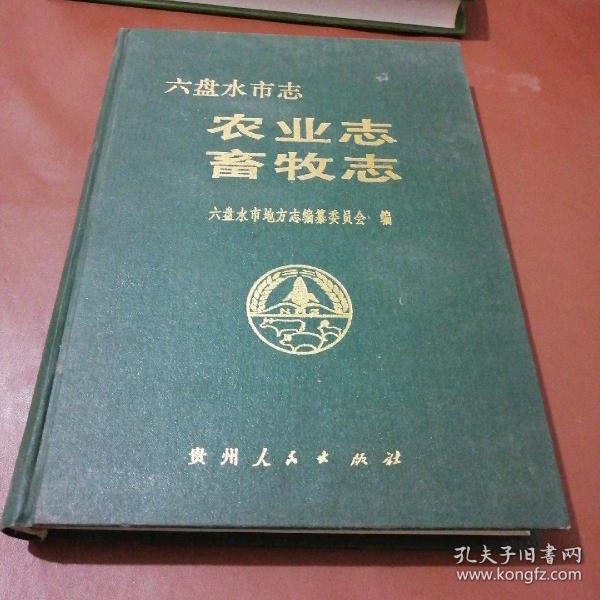 六盘水市志
农业志
畜牧志
六盘水市地方志编纂委员会 编
贵州人民出版社
孔夫子旧书网
www.kongfz.com